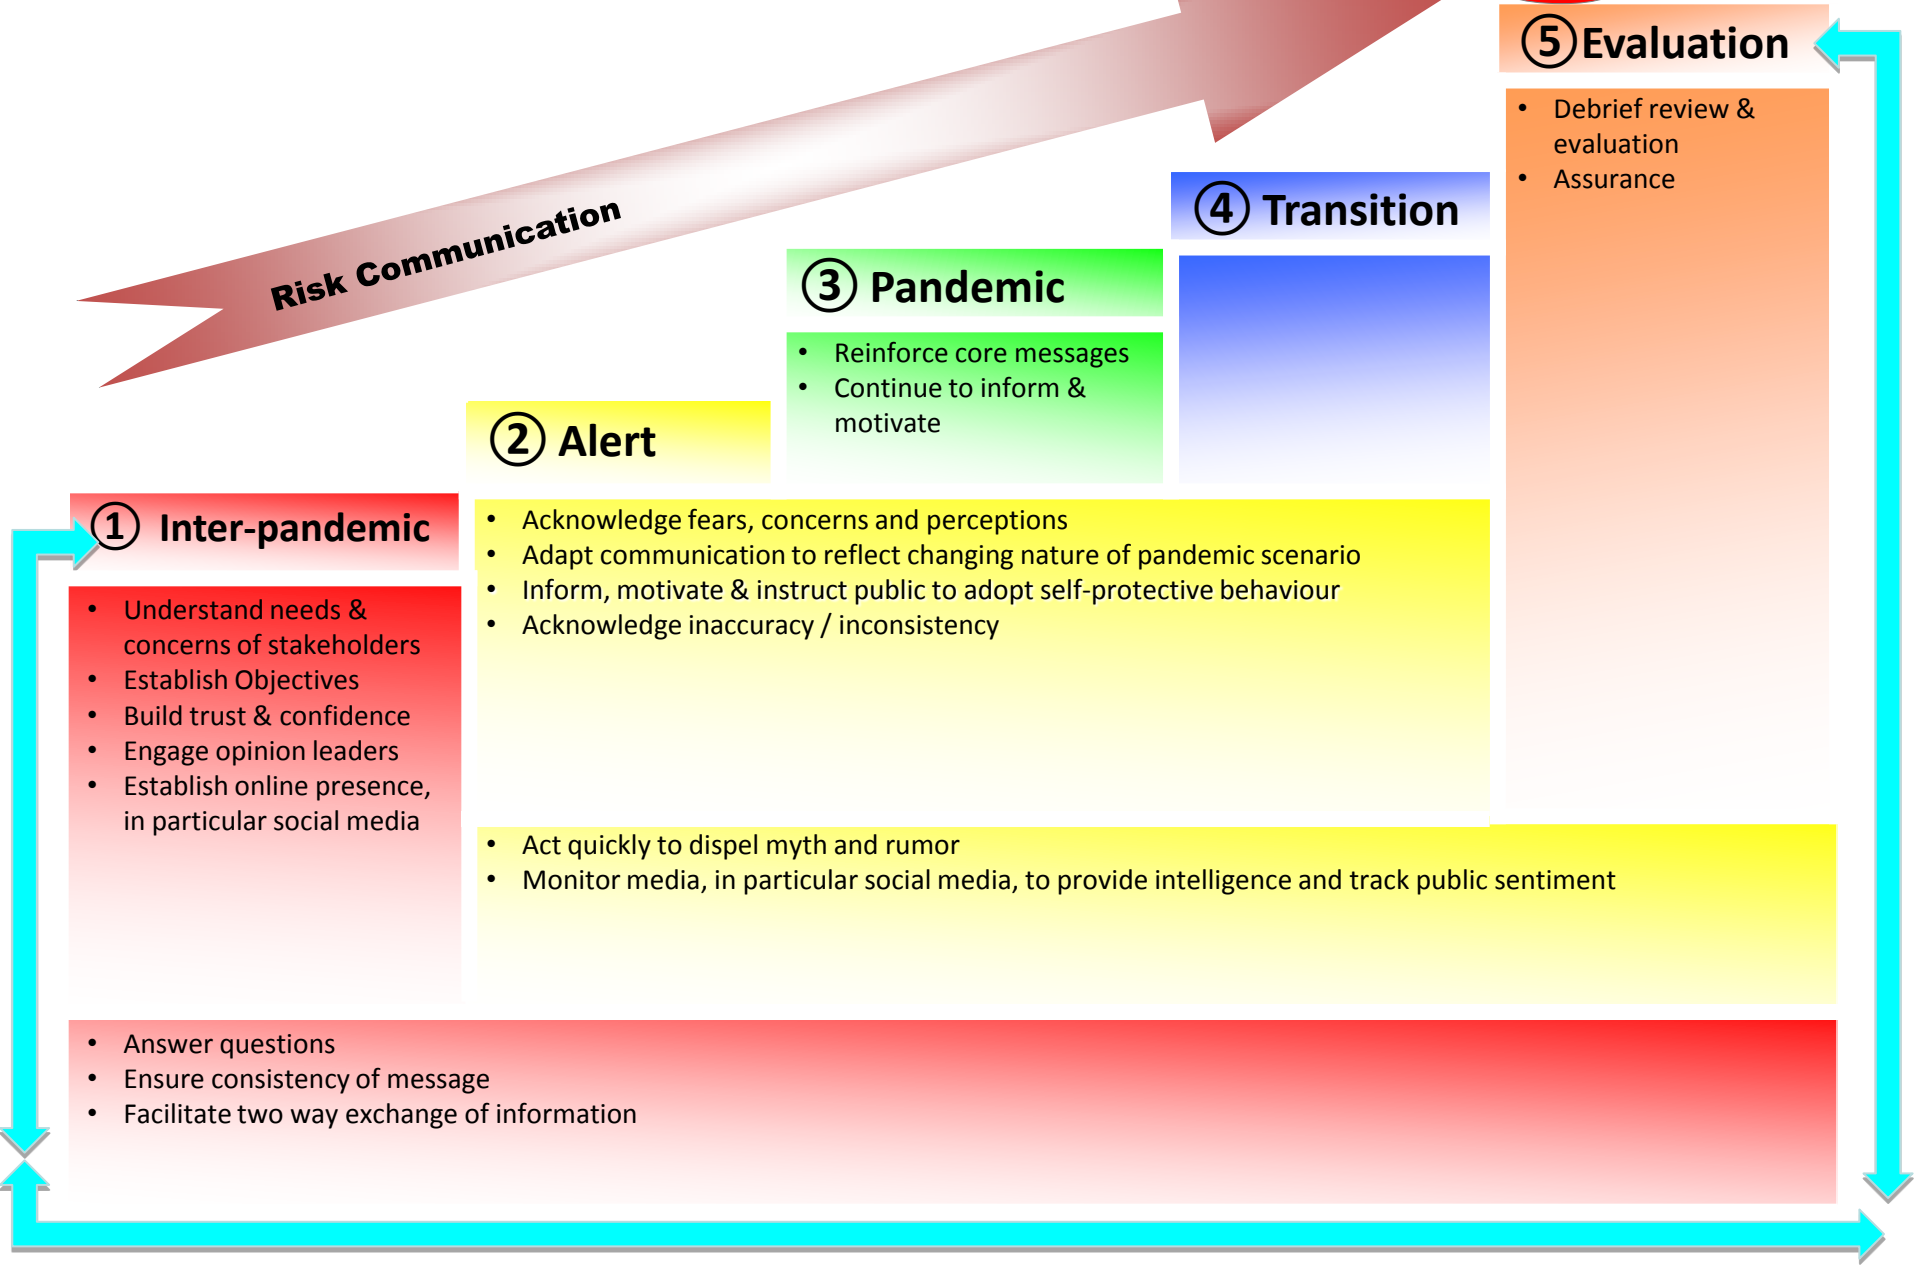 Risk Communication
⑤Evaluation
• Debrief review &
evaluation
• Assurance
④ Transition
③ Pandemic
• Reinforce core messages
• Continue to inform &
motivate
② Alert
• Acknowledge fears, concerns and perceptions
• Adapt communication to reflect changing nature of pandemic scenario
• Inform, motivate & instruct public to adopt self-protective behaviour
• Acknowledge inaccuracy / inconsistency
① Inter-pandemic
• Understand needs &
concerns of stakeholders
• Establish Objectives
• Build trust & confidence
• Engage opinion leaders
• Establish online presence,
in particular social media
• Act quickly to dispel myth and rumor
• Monitor media, in particular social media, to provide intelligence and track public sentiment
• Answer questions
• Ensure consistency of message
• Facilitate two way exchange of information